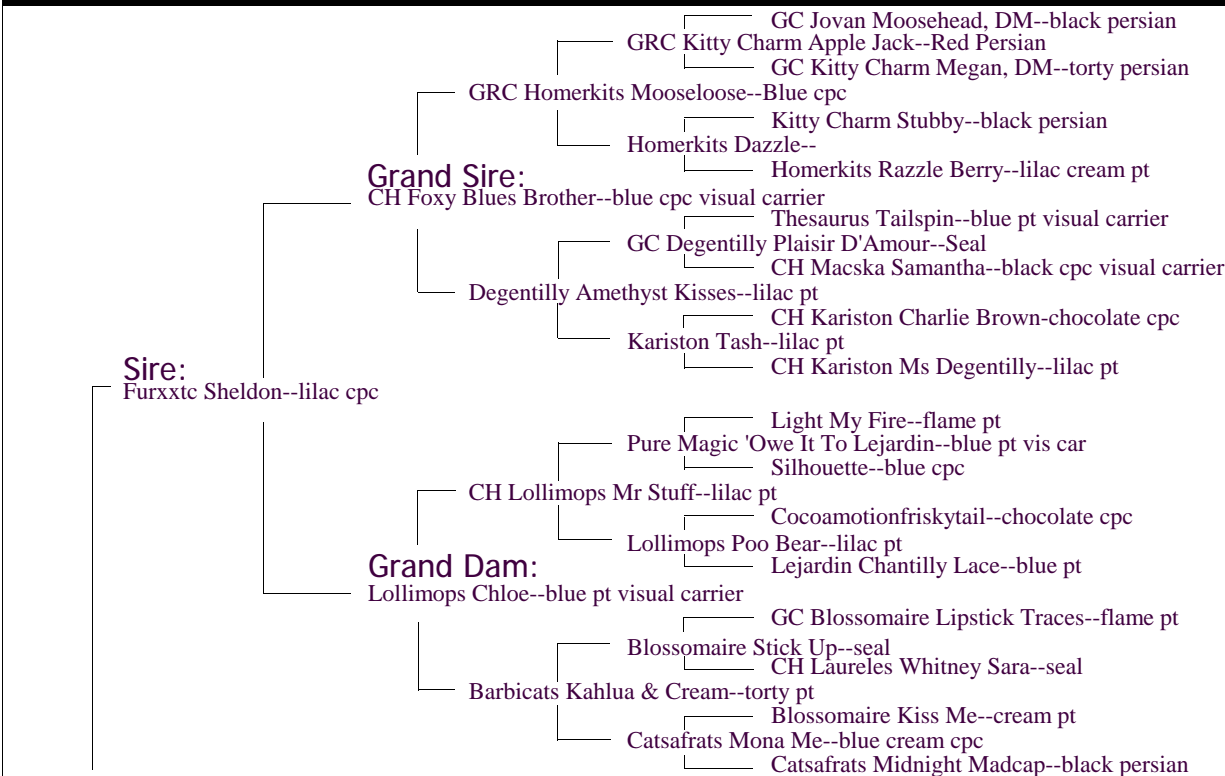 GC Jovan Moosehead, DM--black persian
GRC Kitty Charm Apple Jack--Red Persian
GC Kitty Charm Megan, DM--torty persian
GRC Homerkits Mooseloose--Blue cpc
Kitty Charm Stubby--black persian
Homerkits Dazzle--
Homerkits Razzle Berry--lilac cream pt
Grand Sire:
CH Foxy Blues Brother--blue cpc visual carrier
Thesaurus Tailspin--blue pt visual carrier
GC Degentilly Plaisir D'Amour--Seal
CH Macska Samantha--black cpc visual carrier
Degentilly Amethyst Kisses--lilac pt
CH Kariston Charlie Brown-chocolate cpc
Kariston Tash--lilac pt
CH Kariston Ms Degentilly--lilac pt
Sire:
Furxxtc Sheldon--lilac cpc
Light My Fire--flame pt
Pure Magic 'Owe It To Lejardin--blue pt vis car
Silhouette--blue cpc
CH Lollimops Mr Stuff--lilac pt
Cocoamotionfriskytail--chocolate cpc
Lollimops Poo Bear--lilac pt
Lejardin Chantilly Lace--blue pt
Grand Dam:
Lollimops Chloe--blue pt visual carrier
GC Blossomaire Lipstick Traces--flame pt
Blossomaire Stick Up--seal
CH Laureles Whitney Sara--seal
Barbicats Kahlua & Cream--torty pt
Blossomaire Kiss Me--cream pt
Catsafrats Mona Me--blue cream cpc
Catsafrats Midnight Madcap--black persian